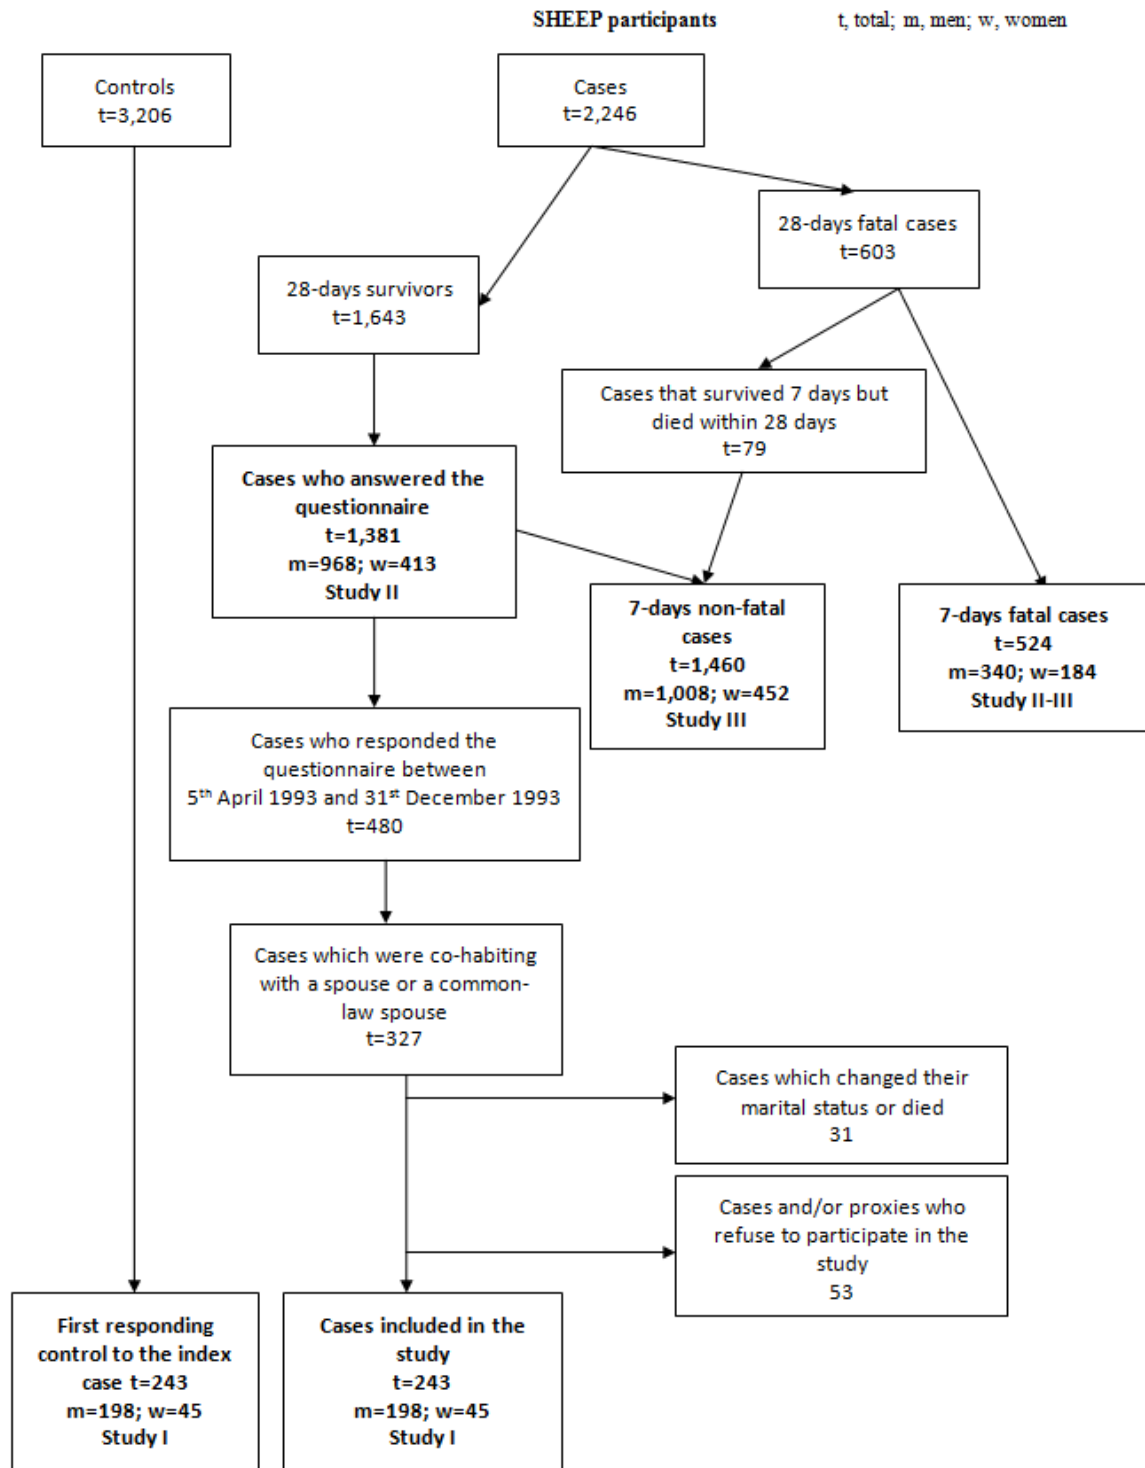 SHEEP participants
t, total; m, men; w, women
Controls
t=3,206
Cases
t=2,246
28-days fatal cases
t=603
28-days survivors
t=1,643
Cases that survived 7 days but
died within 28 days
t=79
Cases who answered the
questionnaire
t=1,381
m=968; w=413
Study II
7-days non-fatal
cases
t=1,460
m=1,008; w=452
Study III
7-days fatal cases
t=524
m=340; w=184
Study II-III
Cases who responded the
questionnaire between
5th April 1993 and 31st December 1993
t=480
Cases which were co-habiting
with a spouse or a common-
law spouse
t=327
Cases which changed their
marital status or died
31
Cases and/or proxies who
refuse to participate in the
study
53
First responding
control to the index
case t=243
m=198; w=45
Study I
Cases included in the
study
t=243
m=198; w=45
Study I